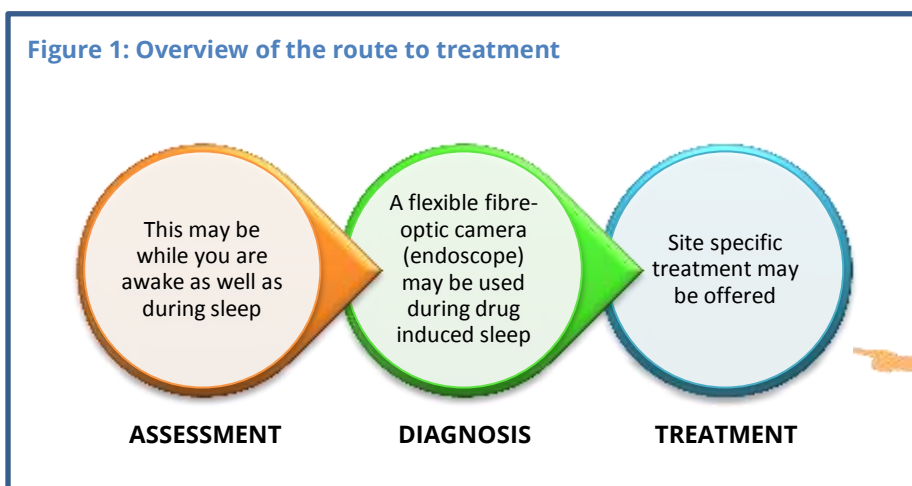 Figure 1: Overview of the route to treatment
This may be
while you are
awake as well as
during sleep
A flexible fibre-
optic camera
(endoscope)
may be used
during drug
induced sleep
Site specific
treatment may
be offered
ASSESSMENT
DIAGNOSIS
TREATMENT